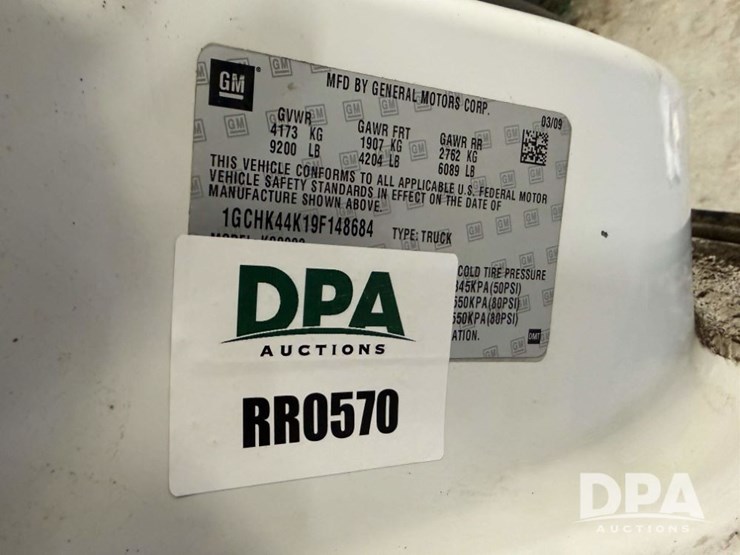 GM
MFD BY GENERAL MOTORS CORP.
03/09
GVWR GAWR FRT GAWR RR
4173 KG 1907 KG 2762 KG
9200 LB 4204 LB 6089 LB
THIS VEHICLE CONFORMS TO ALL APPLICABLE U.S. FEDERAL MOTOR
VEHICLE SAFETY STANDARDS IN EFFECT ON THE DATE OF
MANUFACTURE SHOWN ABOVE.
1GCHK44K19F148684 TYPE: TRUCK
COLD TIRE PRESSURE
345KPA(50PSI)
550KPA(80PSI)
550KPA(80PSI)
ATION.
DMT
DPA
AUCTIONS
RR0570
DPA
AUCTIONS